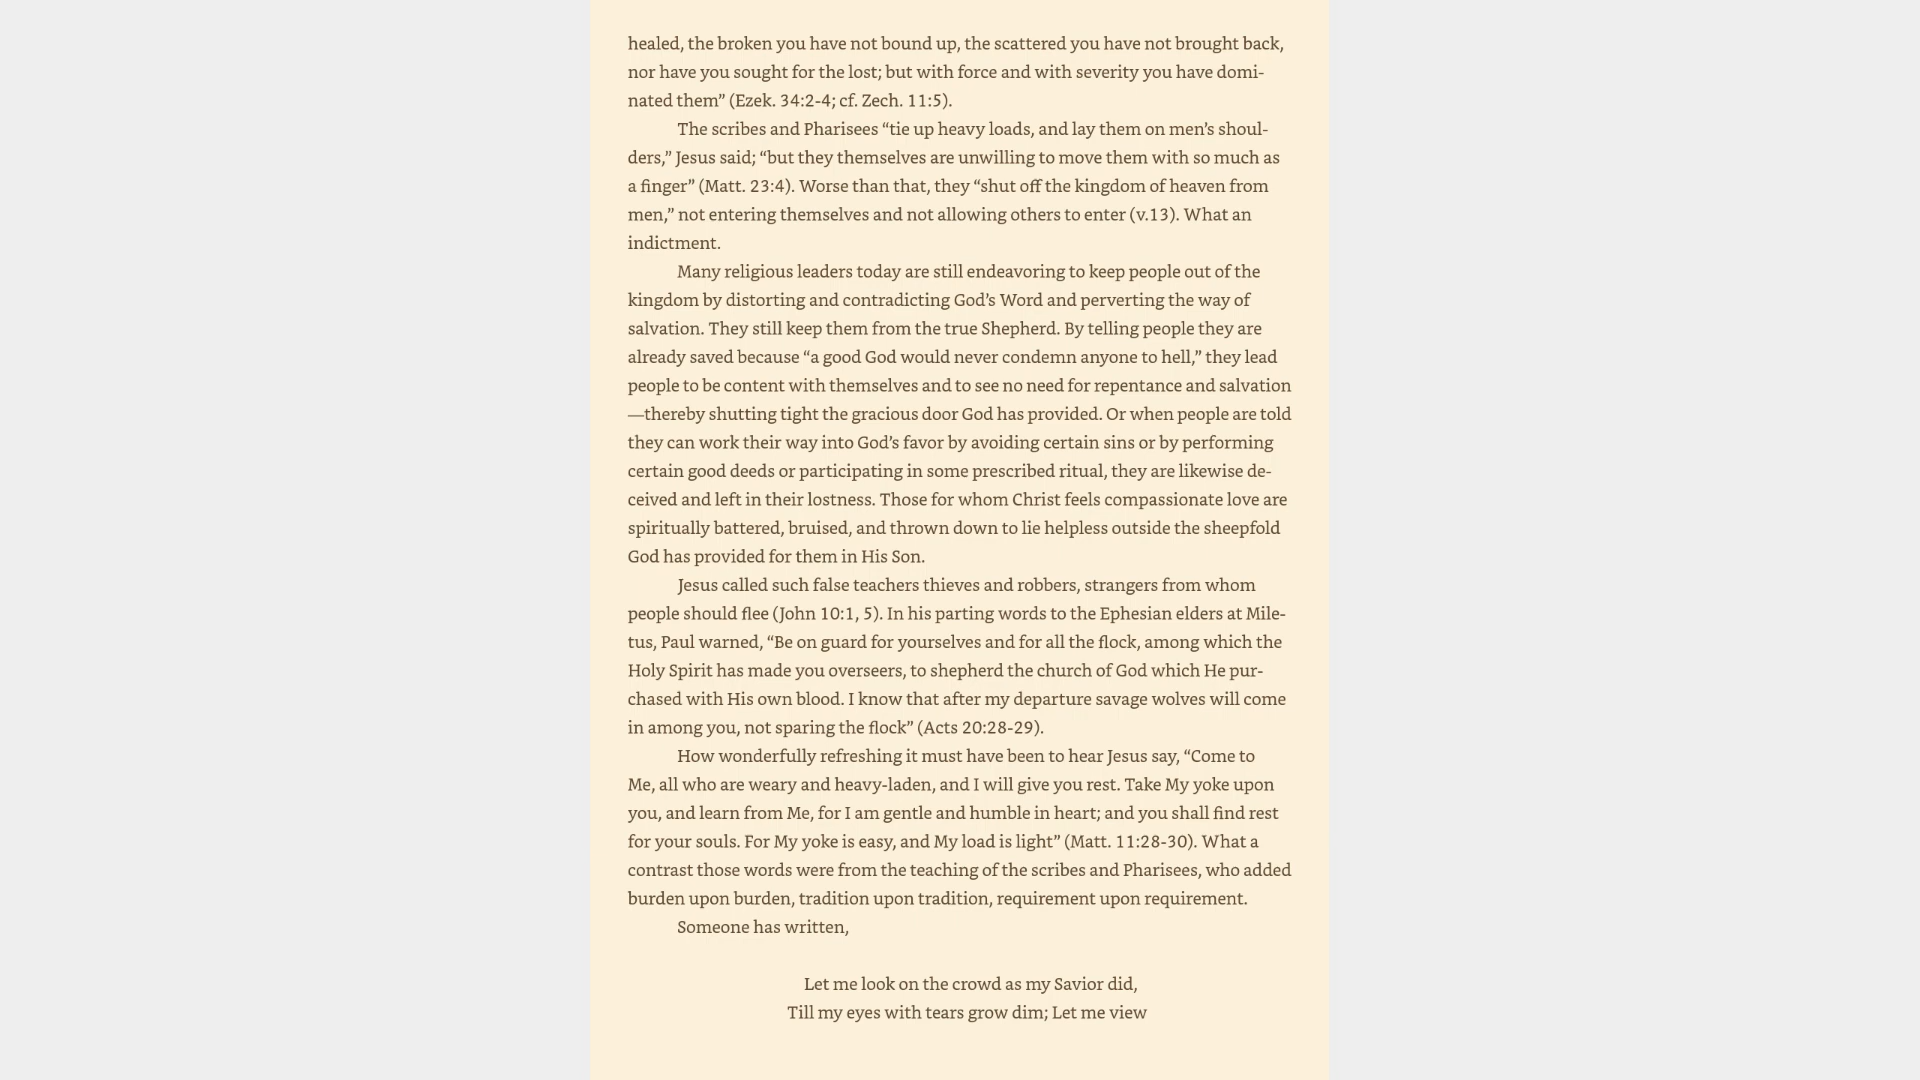 healed, the broken you have not bound up, the scattered you have not brought back,
nor have you sought for the lost; but with force and with severity you have domi-
nated them” (Ezek. 34:2-4; cf. Zech. 11:5).
The scribes and Pharisees “tie up heavy loads, and lay them on men’s shoul-
ders,” Jesus said; “but they themselves are unwilling to move them with so much as
a finger” (Matt. 23:4). Worse than that, they “shut off the kingdom of heaven from
men,” not entering themselves and not allowing others to enter (v.13). What an
indictment.
Many religious leaders today are still endeavoring to keep people out of the
kingdom by distorting and contradicting God’s Word and perverting the way of
salvation. They still keep them from the true Shepherd. By telling people they are
already saved because “a good God would never condemn anyone to hell,” they lead
people to be content with themselves and to see no need for repentance and salvation
—thereby shutting tight the gracious door God has provided. Or when people are told
they can work their way into God’s favor by avoiding certain sins or by performing
certain good deeds or participating in some prescribed ritual, they are likewise de-
ceived and left in their lostness. Those for whom Christ feels compassionate love are
spiritually battered, bruised, and thrown down to lie helpless outside the sheepfold
God has provided for them in His Son.
Jesus called such false teachers thieves and robbers, strangers from whom
people should flee (John 10:1, 5). In his parting words to the Ephesian elders at Mile-
tus, Paul warned, “Be on guard for yourselves and for all the flock, among which the
Holy Spirit has made you overseers, to shepherd the church of God which He pur-
chased with His own blood. I know that after my departure savage wolves will come
in among you, not sparing the flock” (Acts 20:28-29).
How wonderfully refreshing it must have been to hear Jesus say, “Come to
Me, all who are weary and heavy-laden, and I will give you rest. Take My yoke upon
you, and learn from Me, for I am gentle and humble in heart; and you shall find rest
for your souls. For My yoke is easy, and My load is light” (Matt. 11:28-30). What a
contrast those words were from the teaching of the scribes and Pharisees, who added
burden upon burden, tradition upon tradition, requirement upon requirement.
Someone has written,
Let me look on the crowd as my Savior did,
Till my eyes with tears grow dim; Let me view